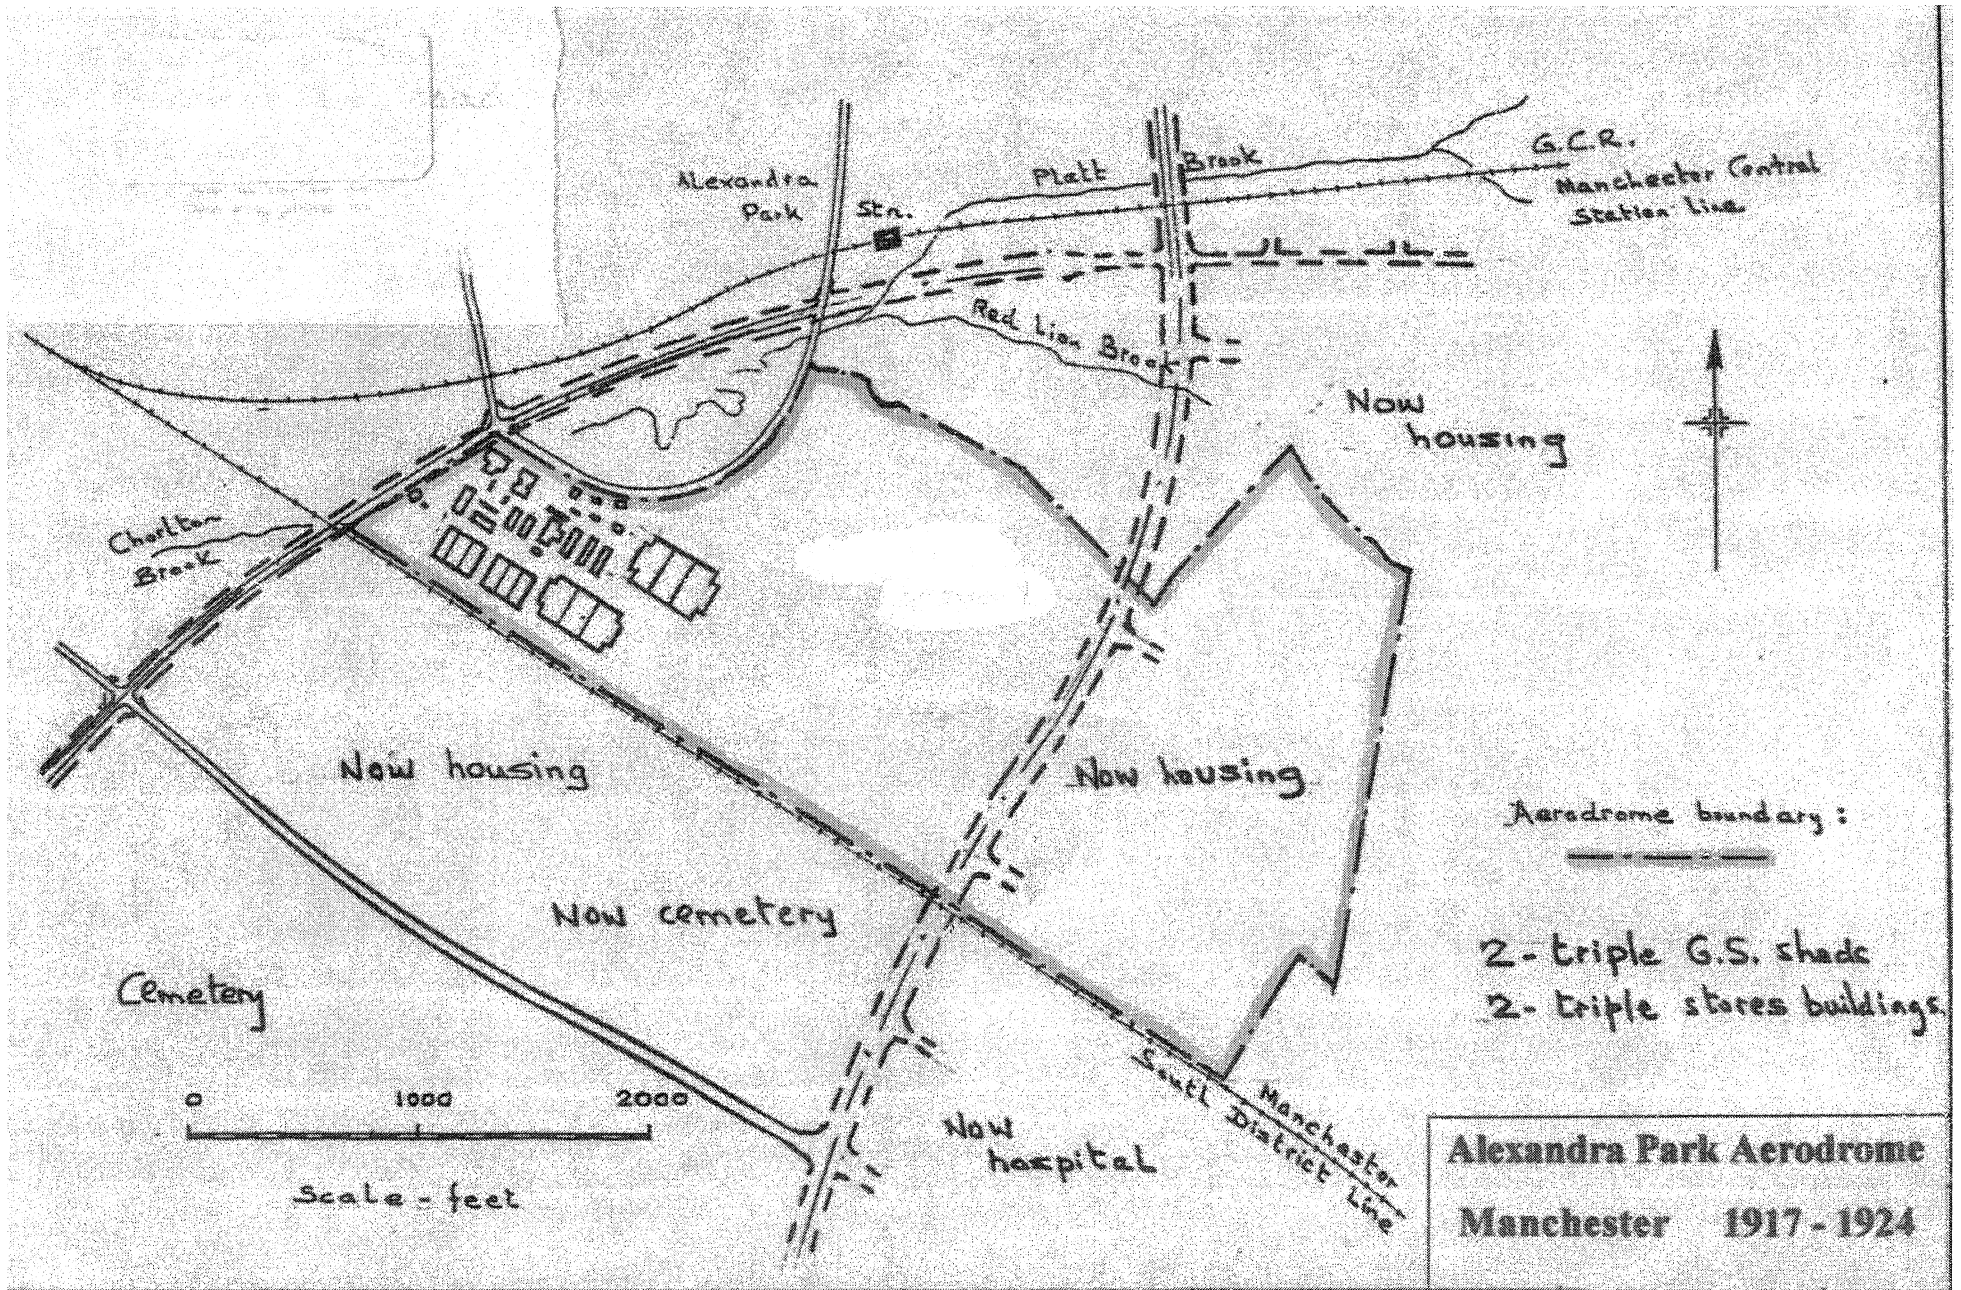 Alexandra
Park Stn.
Platt Brook
G.C.R.
Manchester Central
Station Line
Red Lion Brook
Now
housing
Chorlton
Brook
Now housing
Now housing
Aerodrome boundary:
Now cemetery
2- triple G.S. sheds
2- triple stores buildings.
Cemetery
0 1000 2000
Scale - feet
Now
hospital
Manchester
South District Line
Alexandra Park Aerodrome
Manchester 1917 - 1924